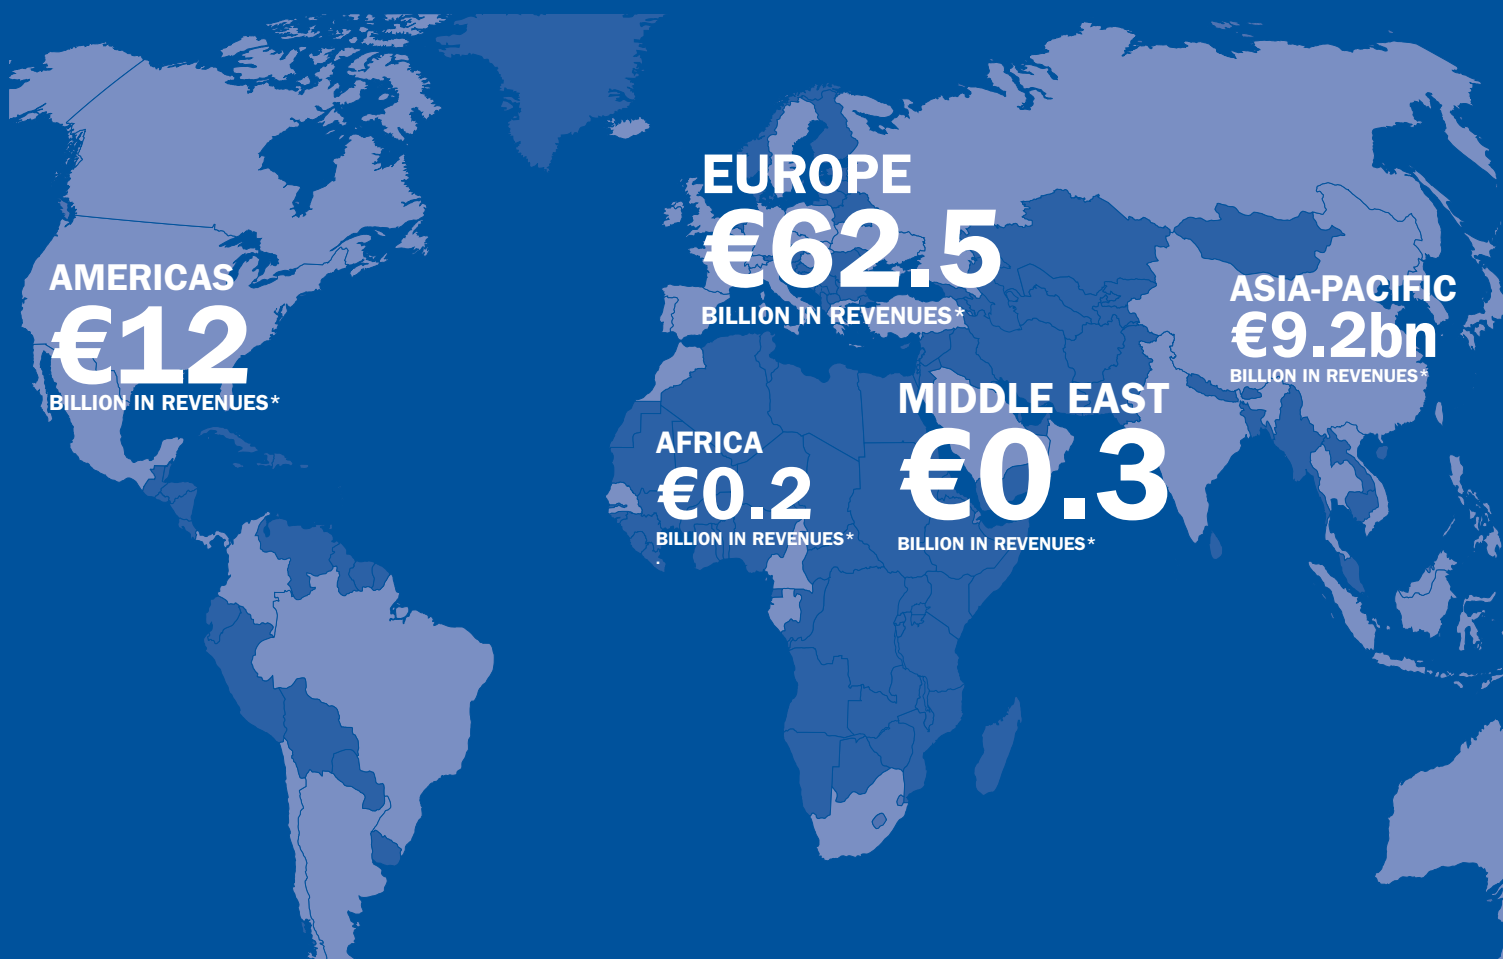 EUROPE
€62.5
BILLION IN REVENUES*
AMERICAS
€12
BILLION IN REVENUES*
ASIA-PACIFIC
€9.2bn
BILLION IN REVENUES*
MIDDLE EAST
€0.3
BILLION IN REVENUES*
AFRICA
€0.2
BILLION IN REVENUES*
.